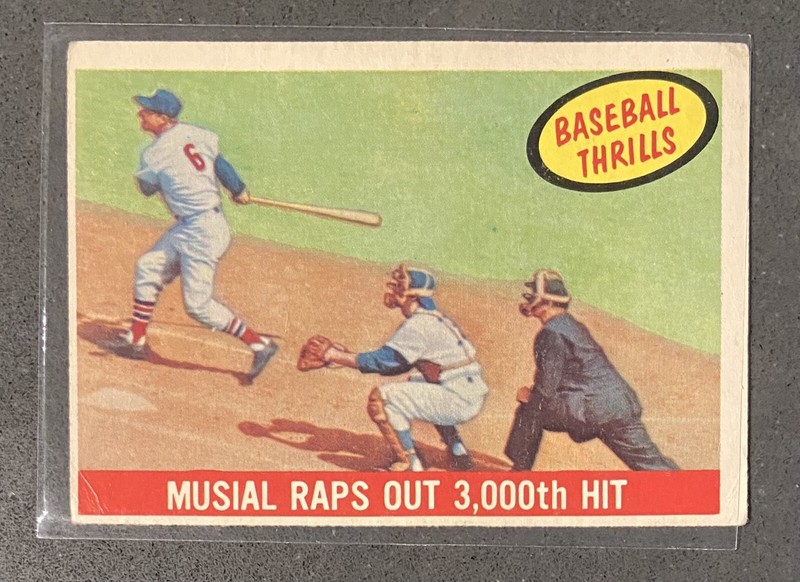 BASEBALL
THRILLS
6
MUSIAL RAPS OUT 3,000th HIT